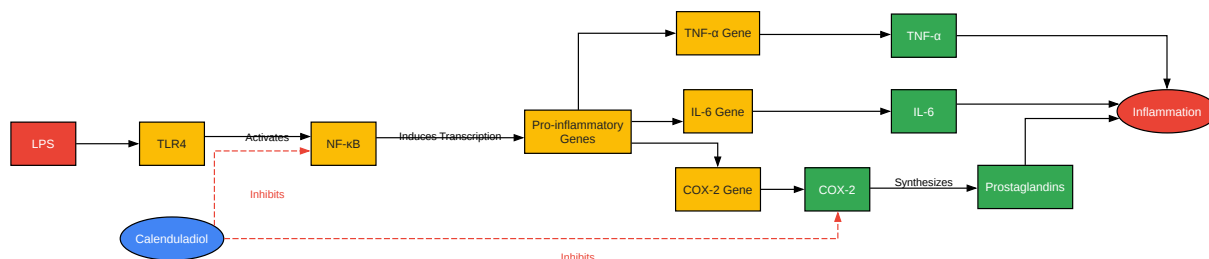 TNF-α Gene
TNF-α
IL-6 Gene
IL-6
Inflammation
LPS
TLR4
Activates
NF-κB
Induces Transcription
Pro-inflammatory
Genes
COX-2 Gene
COX-2
Synthesizes
Prostaglandins
Inhibits
Calenduladiol
Inhibits